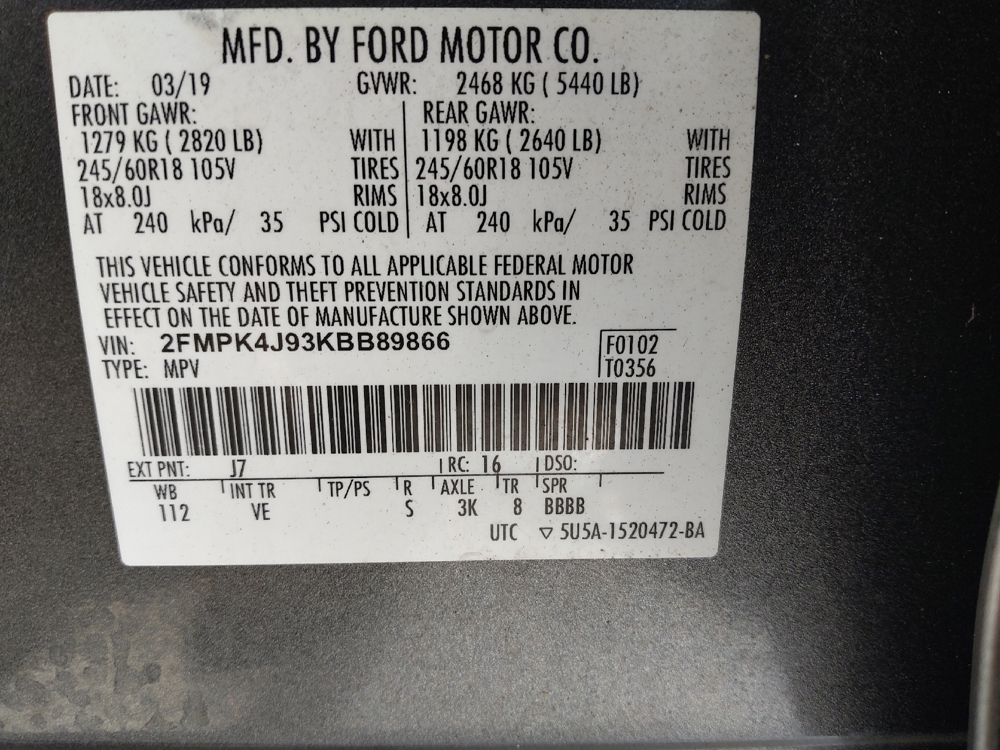 MFD. BY FORD MOTOR CO.
DATE: 03/19 GVWR: 2468 KG ( 5440 LB)
FRONT GAWR: REAR GAWR:
1279 KG ( 2820 LB) WITH 1198 KG ( 2640 LB) WITH
245/60R18 105V TIRES 245/60R18 105V TIRES
18x8.0J RIMS 18x8.0J RIMS
AT 240 kPa/ 35 PSI COLD AT 240 kPa/ 35 PSI COLD
THIS VEHICLE CONFORMS TO ALL APPLICABLE FEDERAL MOTOR
VEHICLE SAFETY AND THEFT PREVENTION STANDARDS IN
EFFECT ON THE DATE OF MANUFACTURE SHOWN ABOVE.
VIN: 2FMPK4J93KBB89866 F0102
TYPE: MPV T0356
EXT PNT: J7 RC: 16 DSO:
WB INT TR TP/PS R AXLE TR SPR
112 VE S 3K 8 BBBB
UTC ▽ 5U5A-1520472-BA